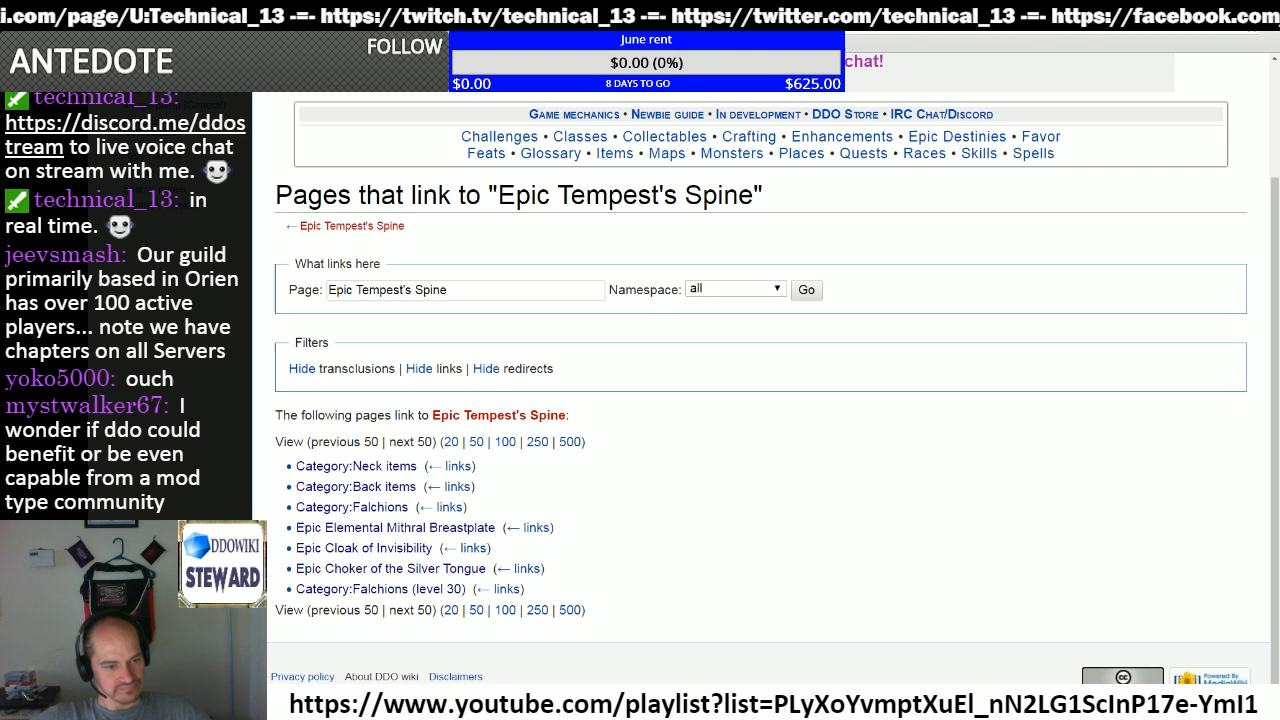 i.com/page/U:Technical_13 -=- https://twitch.tv/technical_13 -=- https://twitter.com/technical_13 -=- https://facebook.com
ANTEDOTE
FOLLOW
June rent
$0.00 (0%)
$0.00 8 DAYS TO GO $625.00
chat!
technical_13:
https://discord.me/ddos
tream to live voice chat
on stream with me.
technical_13: in
real time.
jeevsmash: Our guild
primarily based in Orien
has over 100 active
players... note we have
chapters on all Servers
yoko5000: ouch
mystwalker67: I
wonder if ddo could
benefit or be even
capable from a mod
type community
DDOWIKI
STEWARD
Game mechanics • Newbie guide • In development • DDO Store • IRC Chat/Discord
Challenges • Classes • Collectables • Crafting • Enhancements • Epic Destinies • Favor
Feats • Glossary • Items • Maps • Monsters • Places • Quests • Races • Skills • Spells
Pages that link to "Epic Tempest's Spine"
← Epic Tempest's Spine
What links here
Page: Epic Tempest's Spine Namespace: all Go
Filters
Hide transclusions | Hide links | Hide redirects
The following pages link to Epic Tempest's Spine:
View (previous 50 | next 50) (20 | 50 | 100 | 250 | 500)
• Category:Neck items (← links)
• Category:Back items (← links)
• Category:Falchions (← links)
• Epic Elemental Mithral Breastplate (← links)
• Epic Cloak of Invisibility (← links)
• Epic Choker of the Silver Tongue (← links)
• Category:Falchions (level 30) (← links)
View (previous 50 | next 50) (20 | 50 | 100 | 250 | 500)
Privacy policy About DDO wiki Disclaimers
cc
Powered By
MediaWiki
https://www.youtube.com/playlist?list=PLyXoYvmptXuEl_nN2LG1ScInP17e-YmI1